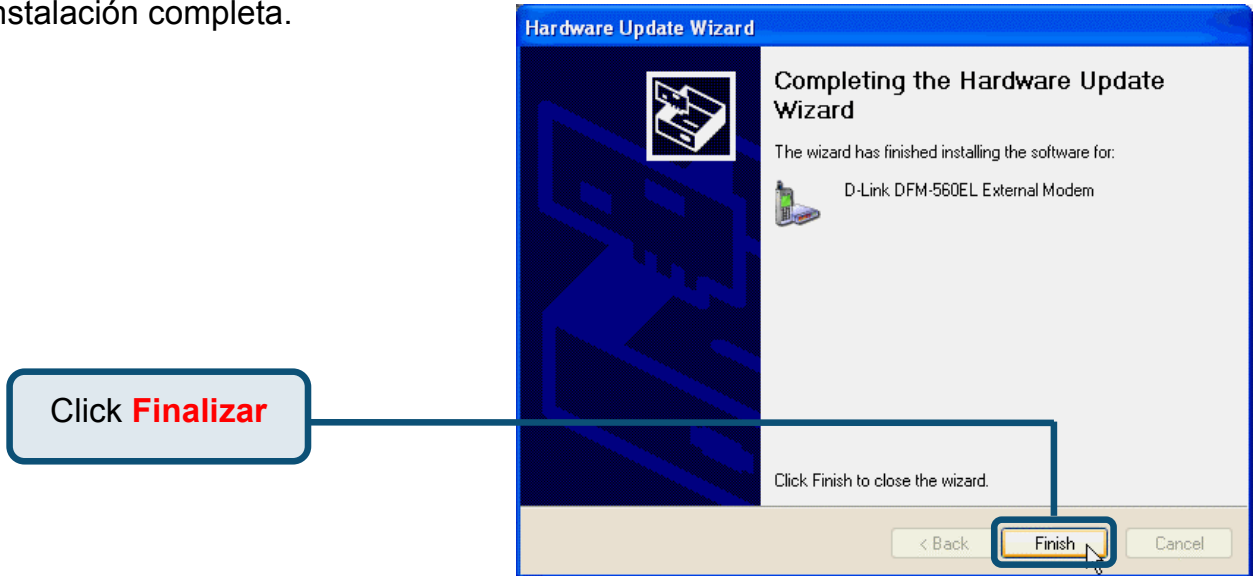 nstalación completa.
Hardware Update Wizard
Completing the Hardware Update
Wizard
The wizard has finished installing the software for:
D-Link DFM-560EL External Modem
Click Finalizar
Click Finish to close the wizard.
< Back
Finish
Cancel